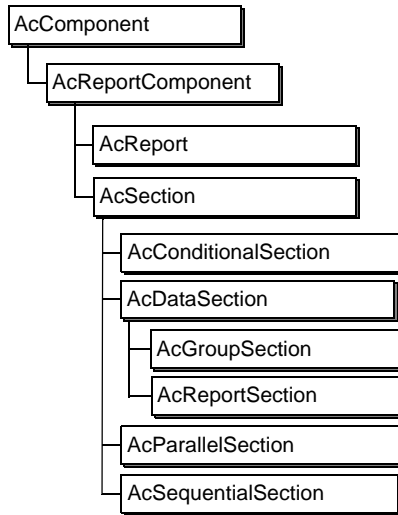 AcComponent
AcReportComponent
AcReport
AcSection
AcConditionalSection
AcDataSection
AcGroupSection
AcReportSection
AcParallelSection
AcSequentialSection